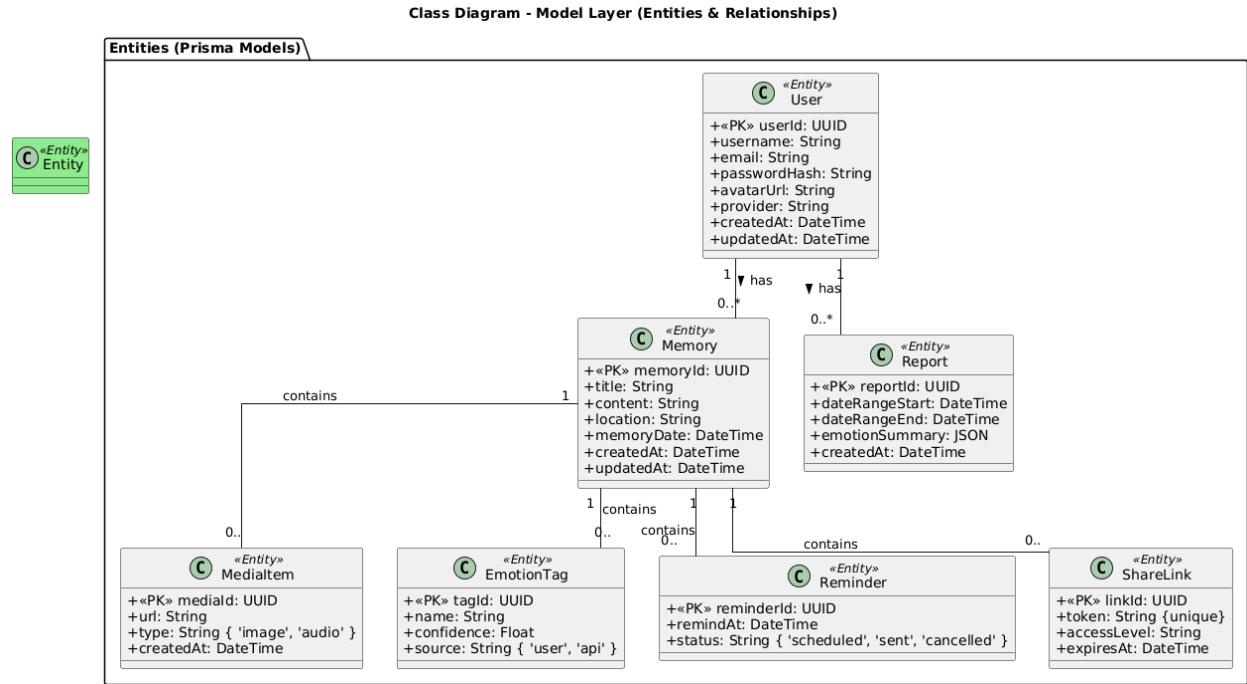 Class Diagram - Model Layer (Entities & Relationships)
Entities (Prisma Models)
«Entity»
C Entity
«Entity»
C User
+«PK» userId: UUID
+username: String
+email: String
+passwordHash: String
+avatarUrl: String
+provider: String
+createdAt: DateTime
+updatedAt: DateTime
1
has
0..*
1
has
0..*
«Entity»
C Memory
+«PK» memoryId: UUID
+title: String
+content: String
+location: String
+memoryDate: DateTime
+createdAt: DateTime
+updatedAt: DateTime
«Entity»
C Report
+«PK» reportId: UUID
+dateRangeStart: DateTime
+dateRangeEnd: DateTime
+emotionSummary: JSON
+createdAt: DateTime
contains
1
0..
1
contains
0..
1
contains
0..
1
contains
0..
«Entity»
C MediaItem
+«PK» mediaId: UUID
+url: String
+type: String { 'image', 'audio' }
+createdAt: DateTime
«Entity»
C EmotionTag
+«PK» tagId: UUID
+name: String
+confidence: Float
+source: String { 'user', 'api' }
«Entity»
C Reminder
+«PK» reminderId: UUID
+remindAt: DateTime
+status: String { 'scheduled', 'sent', 'cancelled' }
«Entity»
C ShareLink
+«PK» linkId: UUID
+token: String {unique}
+accessLevel: String
+expiresAt: DateTime